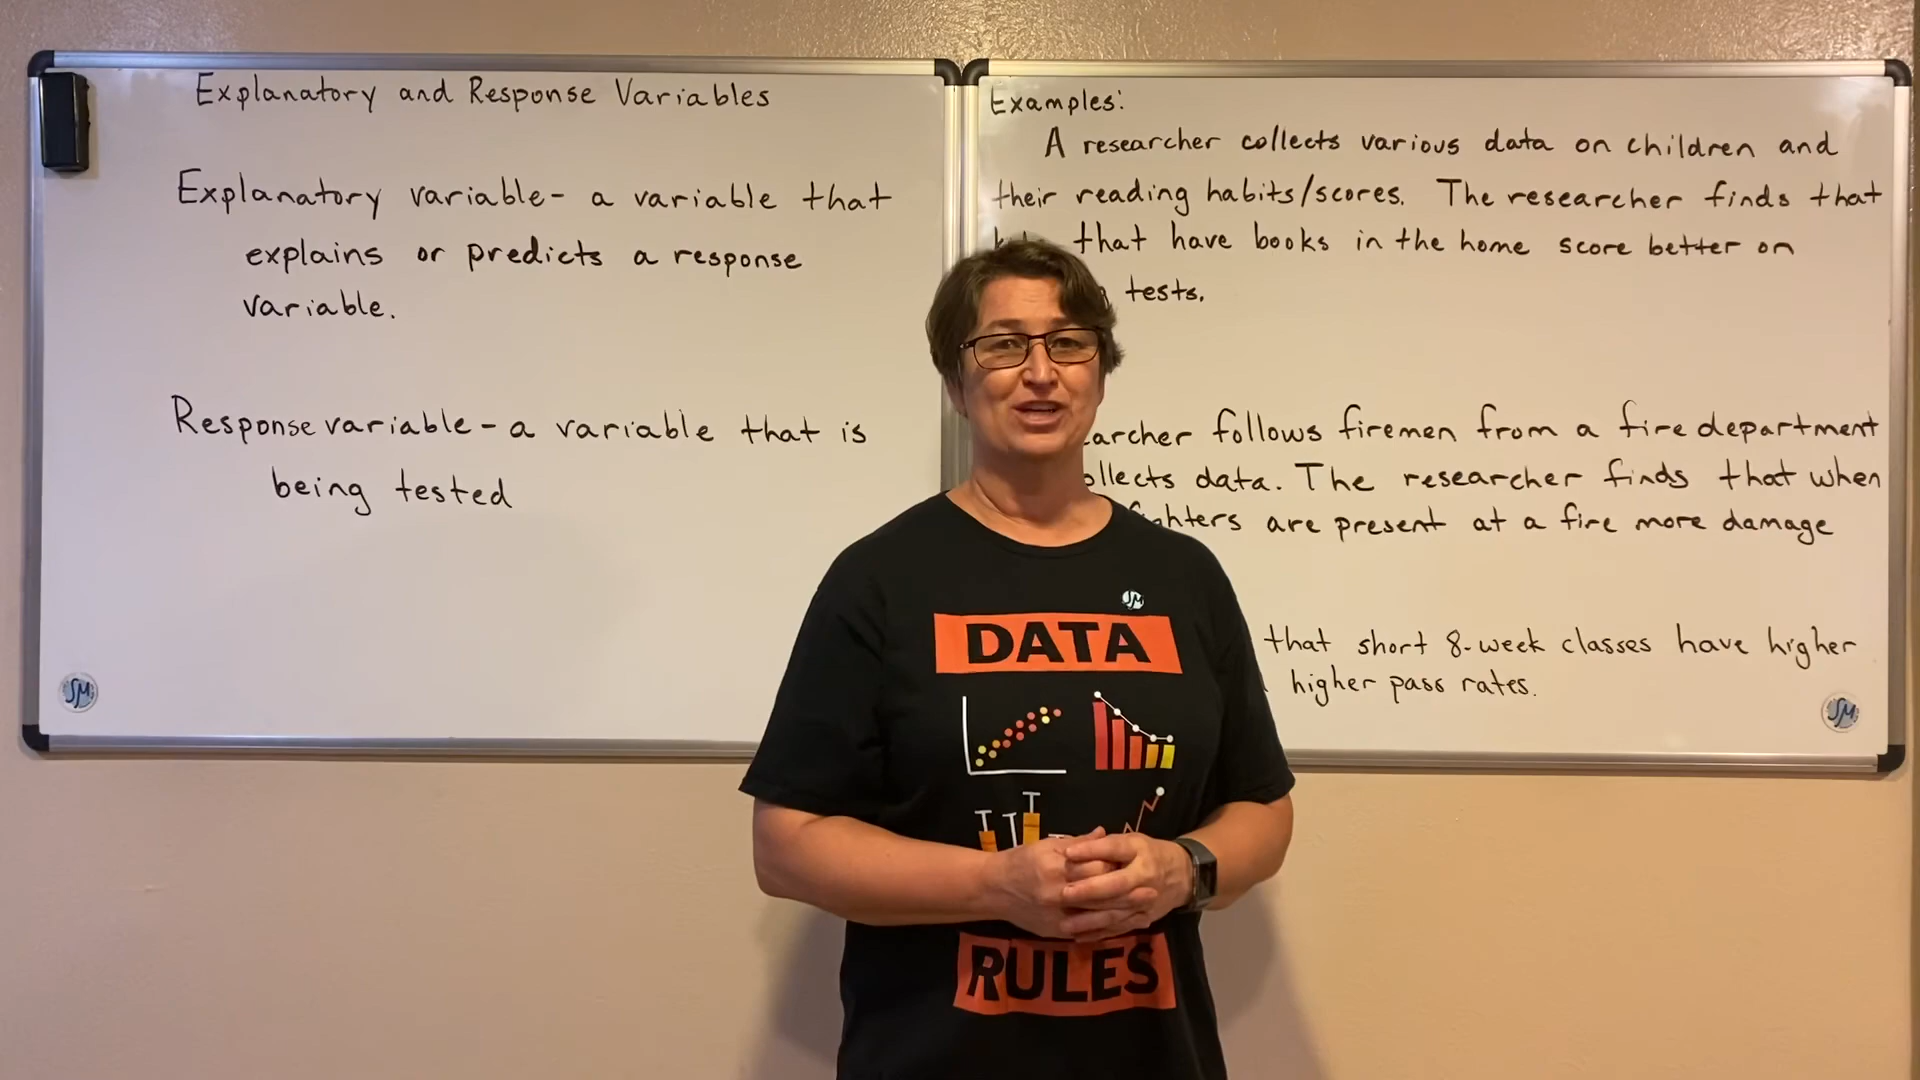 Explanatory and Response Variables
Explanatory variable- a variable that
explains or predicts a response
variable.
Response variable- a variable that is
being tested
Examples:
A researcher collects various data on children and
their reading habits/scores. The researcher finds that
that have books in the home score better on
tests.
follows firemen from a fire department
data. The researcher finds that when
are present at a fire more damage
that short 8-week classes have higher
higher pass rates.
SM
SM
SM
DATA
RULES